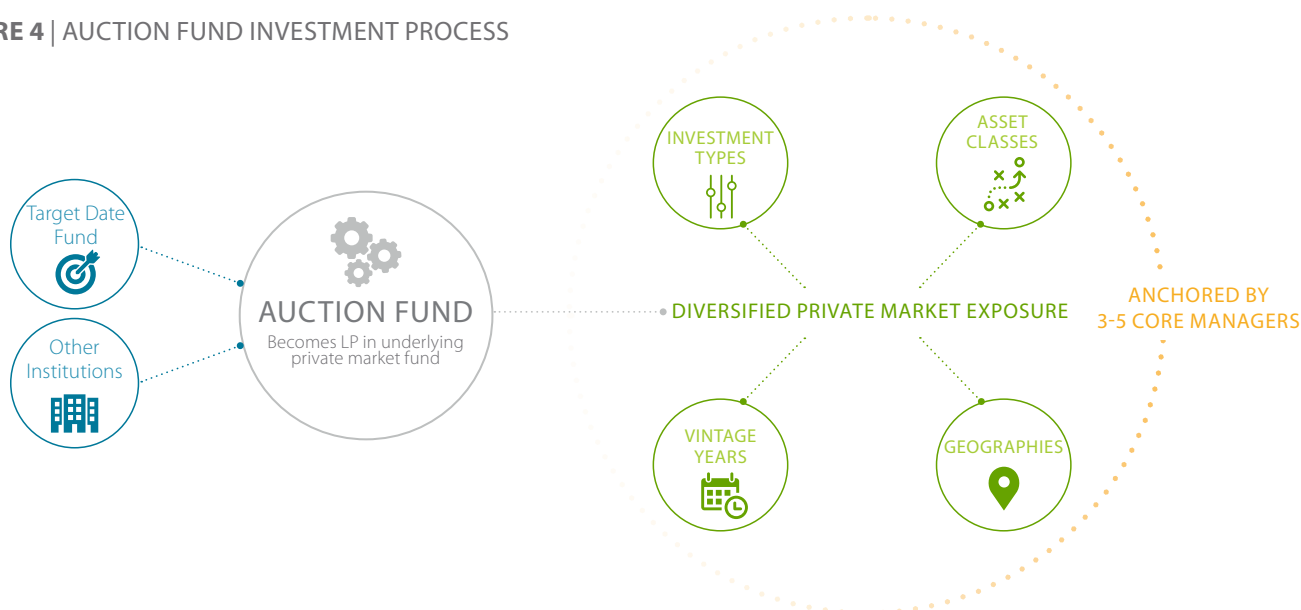 RE 4 | AUCTION FUND INVESTMENT PROCESS
Target Date
Fund
Other
Institutions
AUCTION FUND
Becomes LP in underlying
private market fund
INVESTMENT
TYPES
ASSET
CLASSES
DIVERSIFIED PRIVATE MARKET EXPOSURE
VINTAGE
YEARS
GEOGRAPHIES
ANCHORED BY
3-5 CORE MANAGERS